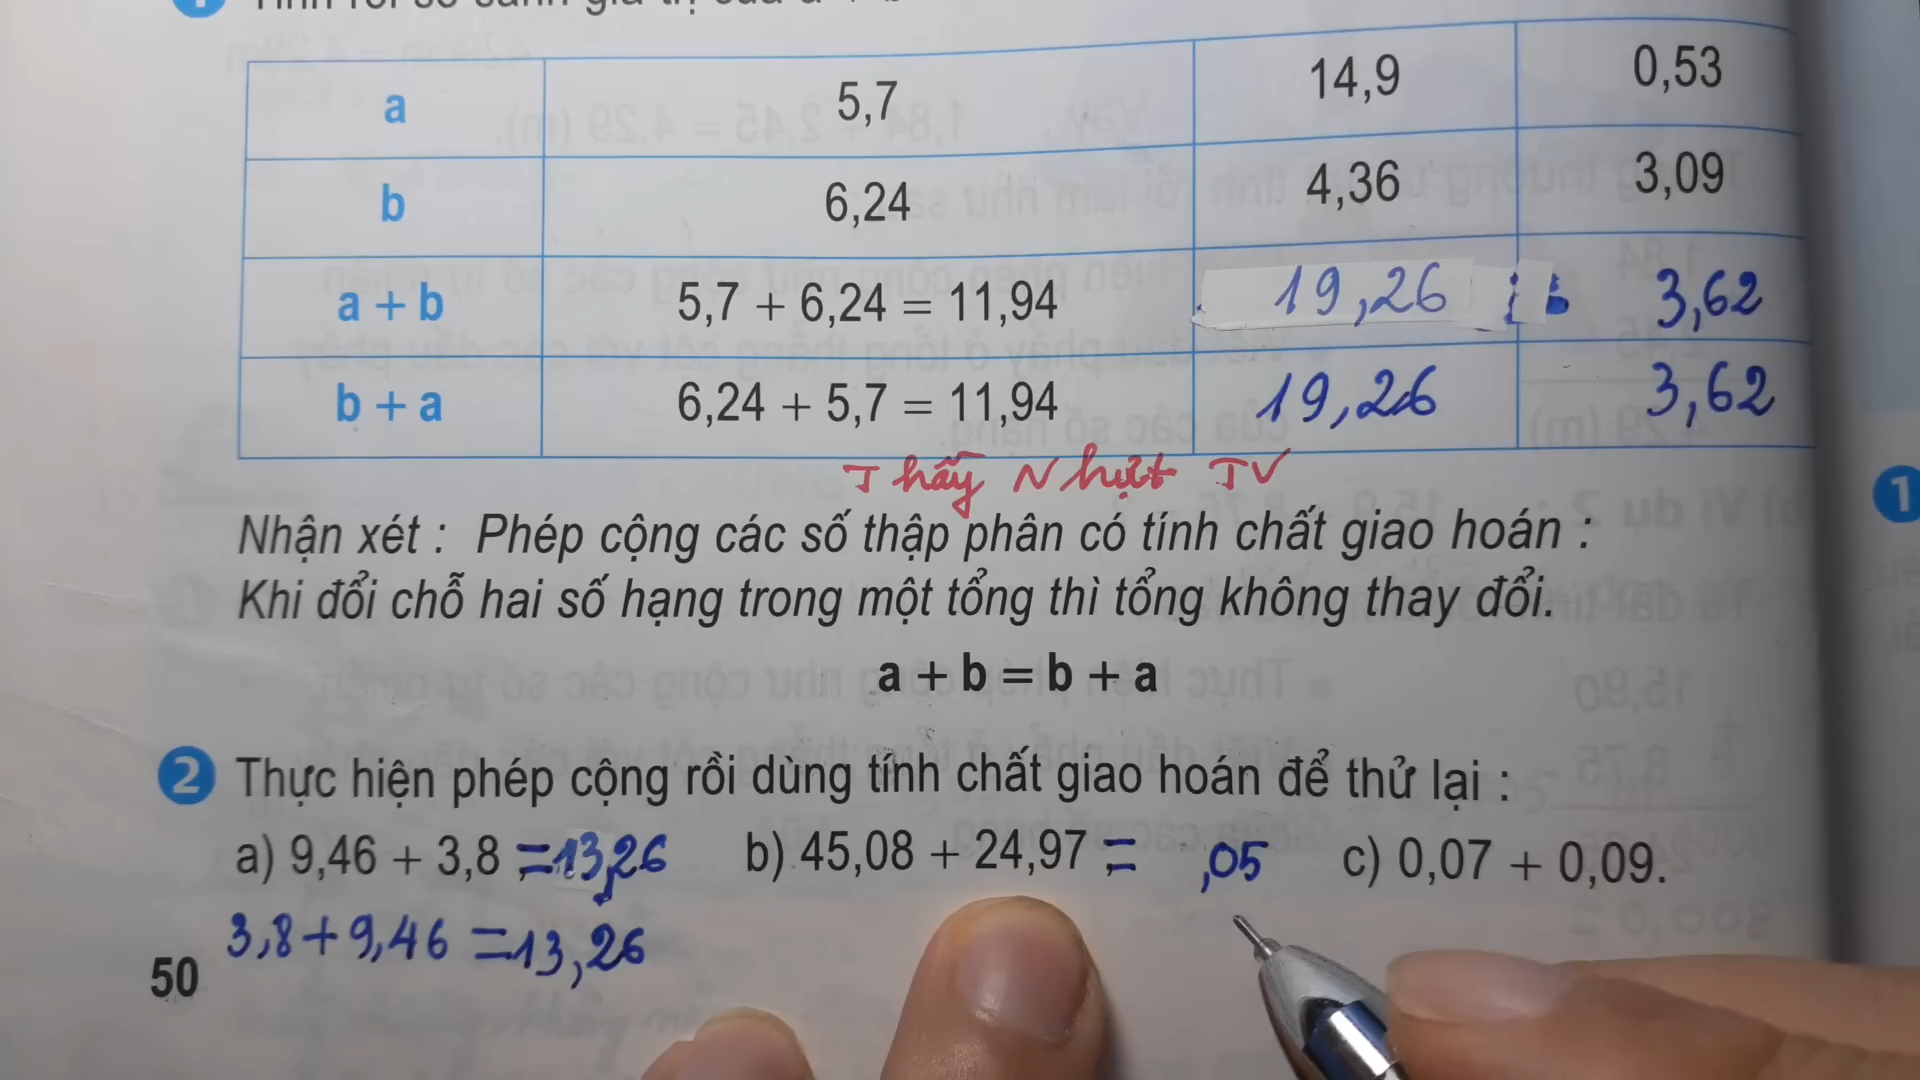 a 5,7 14,9 0,53
b 6,24 4,36 3,09
a + b 5,7 + 6,24 = 11,94 19,26 3,62
b + a 6,24 + 5,7 = 11,94 19,26 3,62
Thầy Nhựt TV
Nhận xét : Phép cộng các số thập phân có tính chất giao hoán :
Khi đổi chỗ hai số hạng trong một tổng thì tổng không thay đổi.
a + b = b + a
2 Thực hiện phép cộng rồi dùng tính chất giao hoán để thử lại :
a) 9,46 + 3,8 = 13,26 b) 45,08 + 24,97 = ,05 c) 0,07 + 0,09.
3,8 + 9,46 = 13,26
50
1